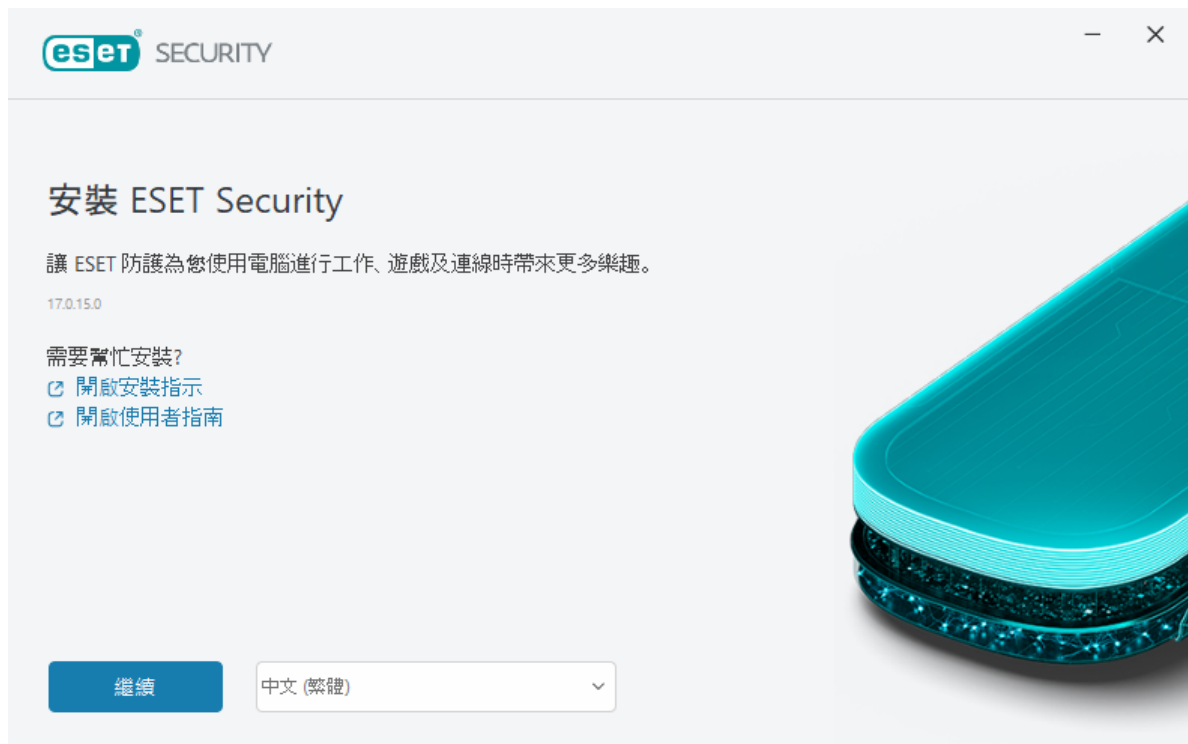 eset® SECURITY
安裝 ESET Security
讓 ESET 防護為您使用電腦進行工作、遊戲及連線時帶來更多樂趣。
17.0.15.0
需要幫忙安裝?
開啟安裝指示
開啟使用者指南
繼續 中文 (繁體)